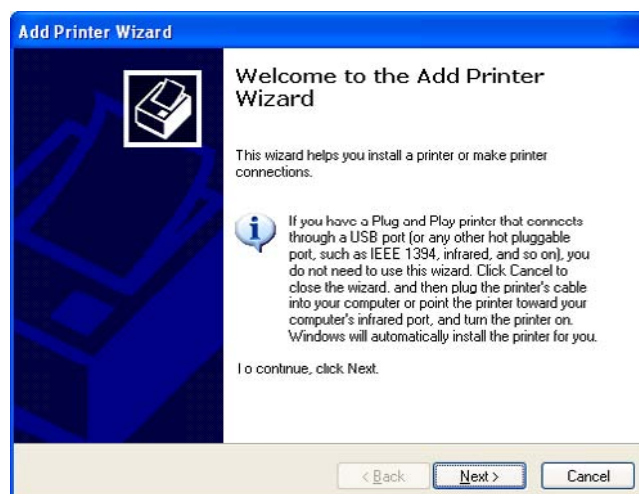 Add Printer Wizard
Welcome to the Add Printer
Wizard
This wizard helps you install a printer or make printer
connections.
If you have a Plug and Play printer that connects
through a USB port (or any other hot pluggable
port, such as IEEE 1394, infrared, and so on), you
do not need to use this wizard. Click Cancel to
close the wizard, and then plug the printer's cable
into your computer or point the printer toward your
computer's infrared port, and turn the printer on.
Windows will automatically install the printer for you.
To continue, click Next.
< Back
Next >
Cancel